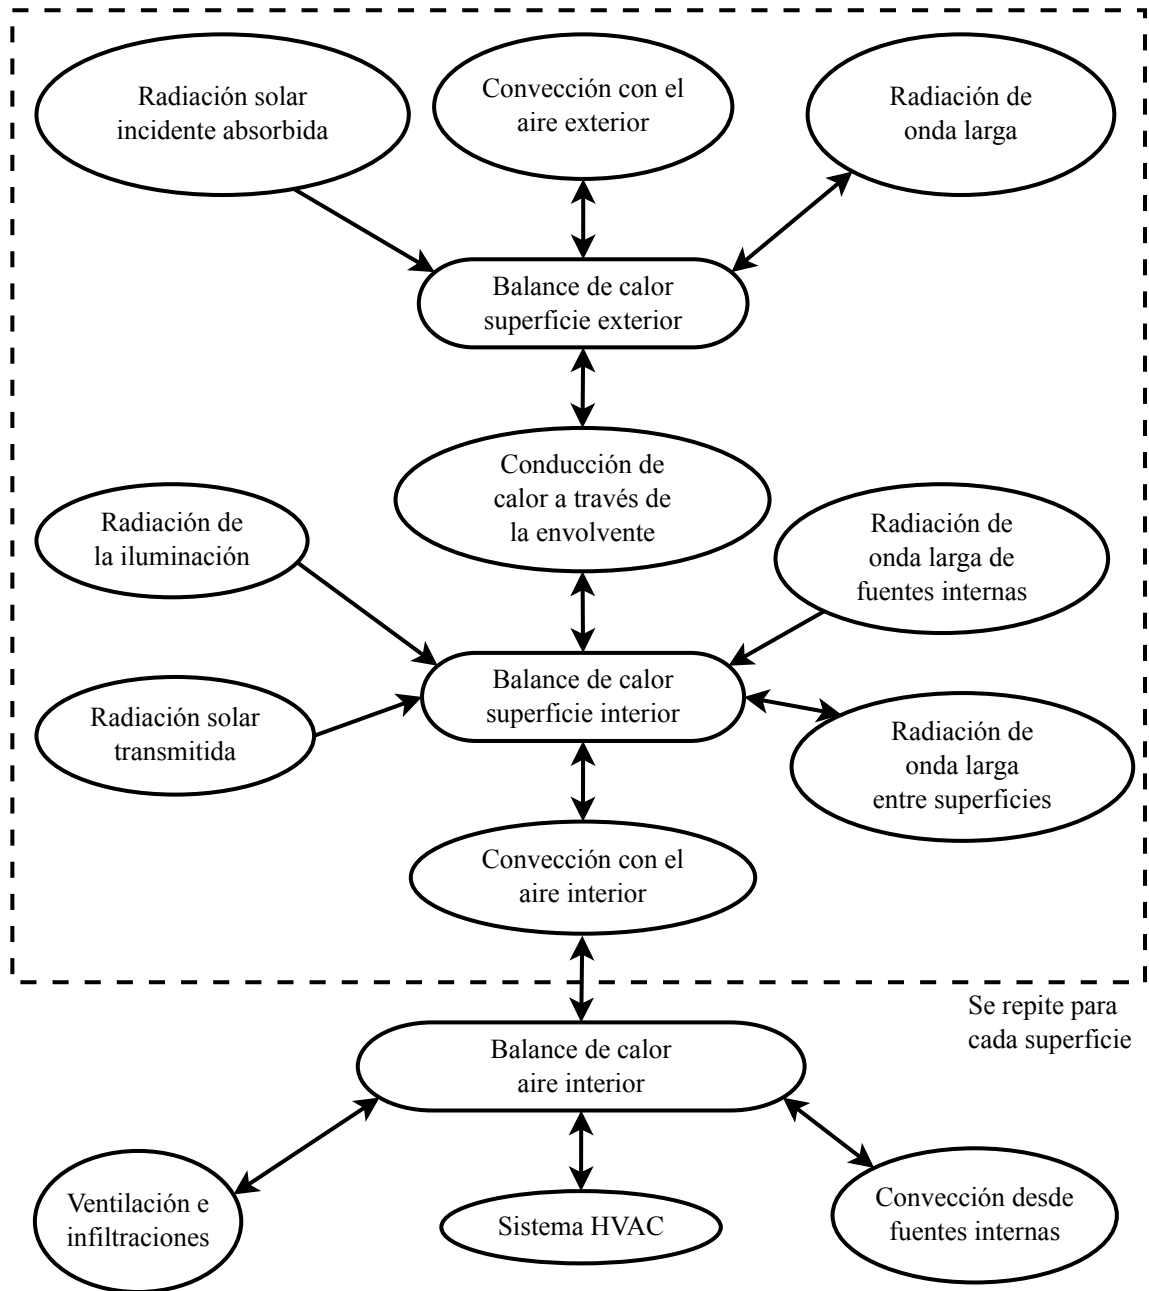 Radiación solar
incidente absorbida
Convección con el
aire exterior
Radiación de
onda larga
Balance de calor
superficie exterior
Conducción de
calor a través de
la envolvente
Radiación de
la iluminación
Radiación de
onda larga de
fuentes internas
Balance de calor
superficie interior
Radiación solar
transmitida
Radiación de
onda larga
entre superficies
Convección con el
aire interior
Se repite para
cada superficie
Balance de calor
aire interior
Ventilación e
infiltraciones
Sistema HVAC
Convección desde
fuentes internas